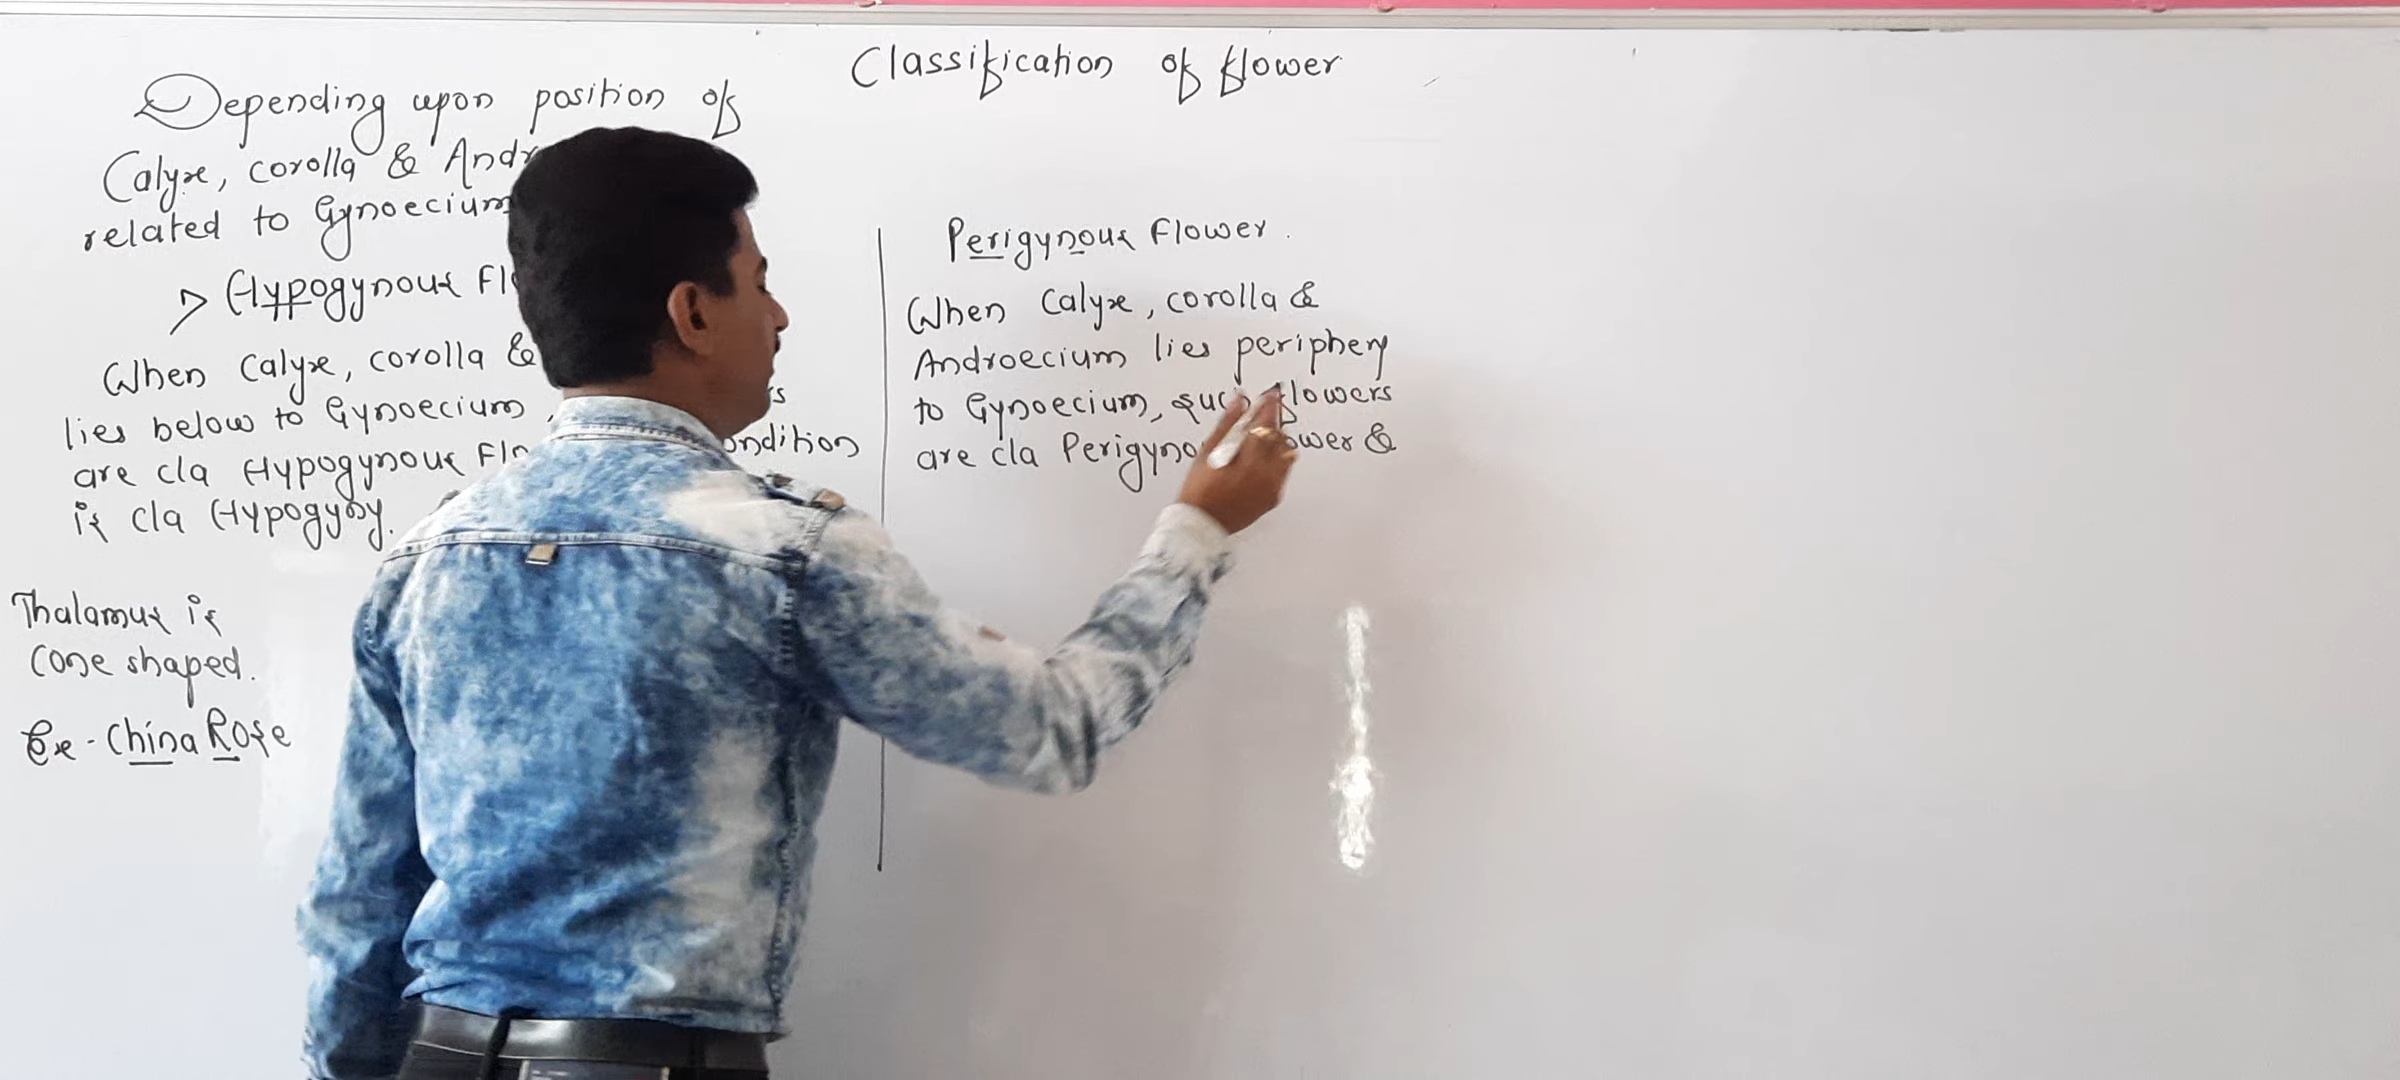 Classification of flower
Depending upon position of
Calyx, corolla & Andr
related to Gynoecium
> Hypogynous Fl
When Calyx, corolla &
lies below to Gynoecium,
are cla Hypogynous Flo ondition
is cla Hypogyny.
Thalamus is
Cone shaped.
Ex - China Rose
Perigynous Flower.
When Calyx, corolla &
Androecium lies periphery
to Gynoecium, such flowers
are cla Perigyno ower &